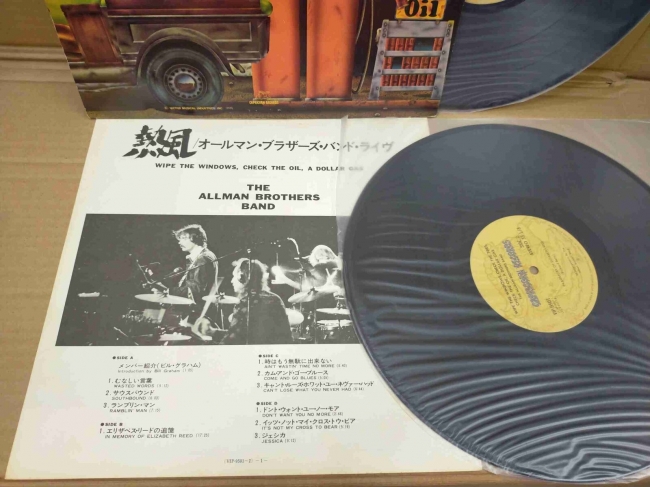 Oil
熱風/オールマン・ブラザーズ・バンド・ライヴ
WIPE THE WINDOWS, CHECK THE OIL, A DOLLAR GAS
THE
ALLMAN BROTHERS
BAND
●SIDE A
メンバー紹介(ビル・グラハム)
Introduction by Bill Graham
1. むなしい言葉
WASTED WORDS
2. サウスバウンド
SOUTHBOUND
3. ランブリン・マン
RAMBLIN' MAN
●SIDE B
1. エリザベス・リードの追憶
IN MEMORY OF ELIZABETH REED
●SIDE C
1. 時はもう無駄に出来ない
AIN'T WASTIN' TIME NO MORE
2. カム・アンド・ゴー・ブルース
COME AND GO BLUES
3. キャント・ルーズ・ホワット・ユー・ネヴァー・ハッド
CAN'T LOSE WHAT YOU NEVER HAD
●SIDE D
1. ドント・ウォント・ユー・ノー・モア
DON'T WANT YOU NO MORE
2. イッツ・ノット・マイ・クロス・トゥ・ベア
IT'S NOT MY CROSS TO BEAR
3. ジェシカ
JESSICA